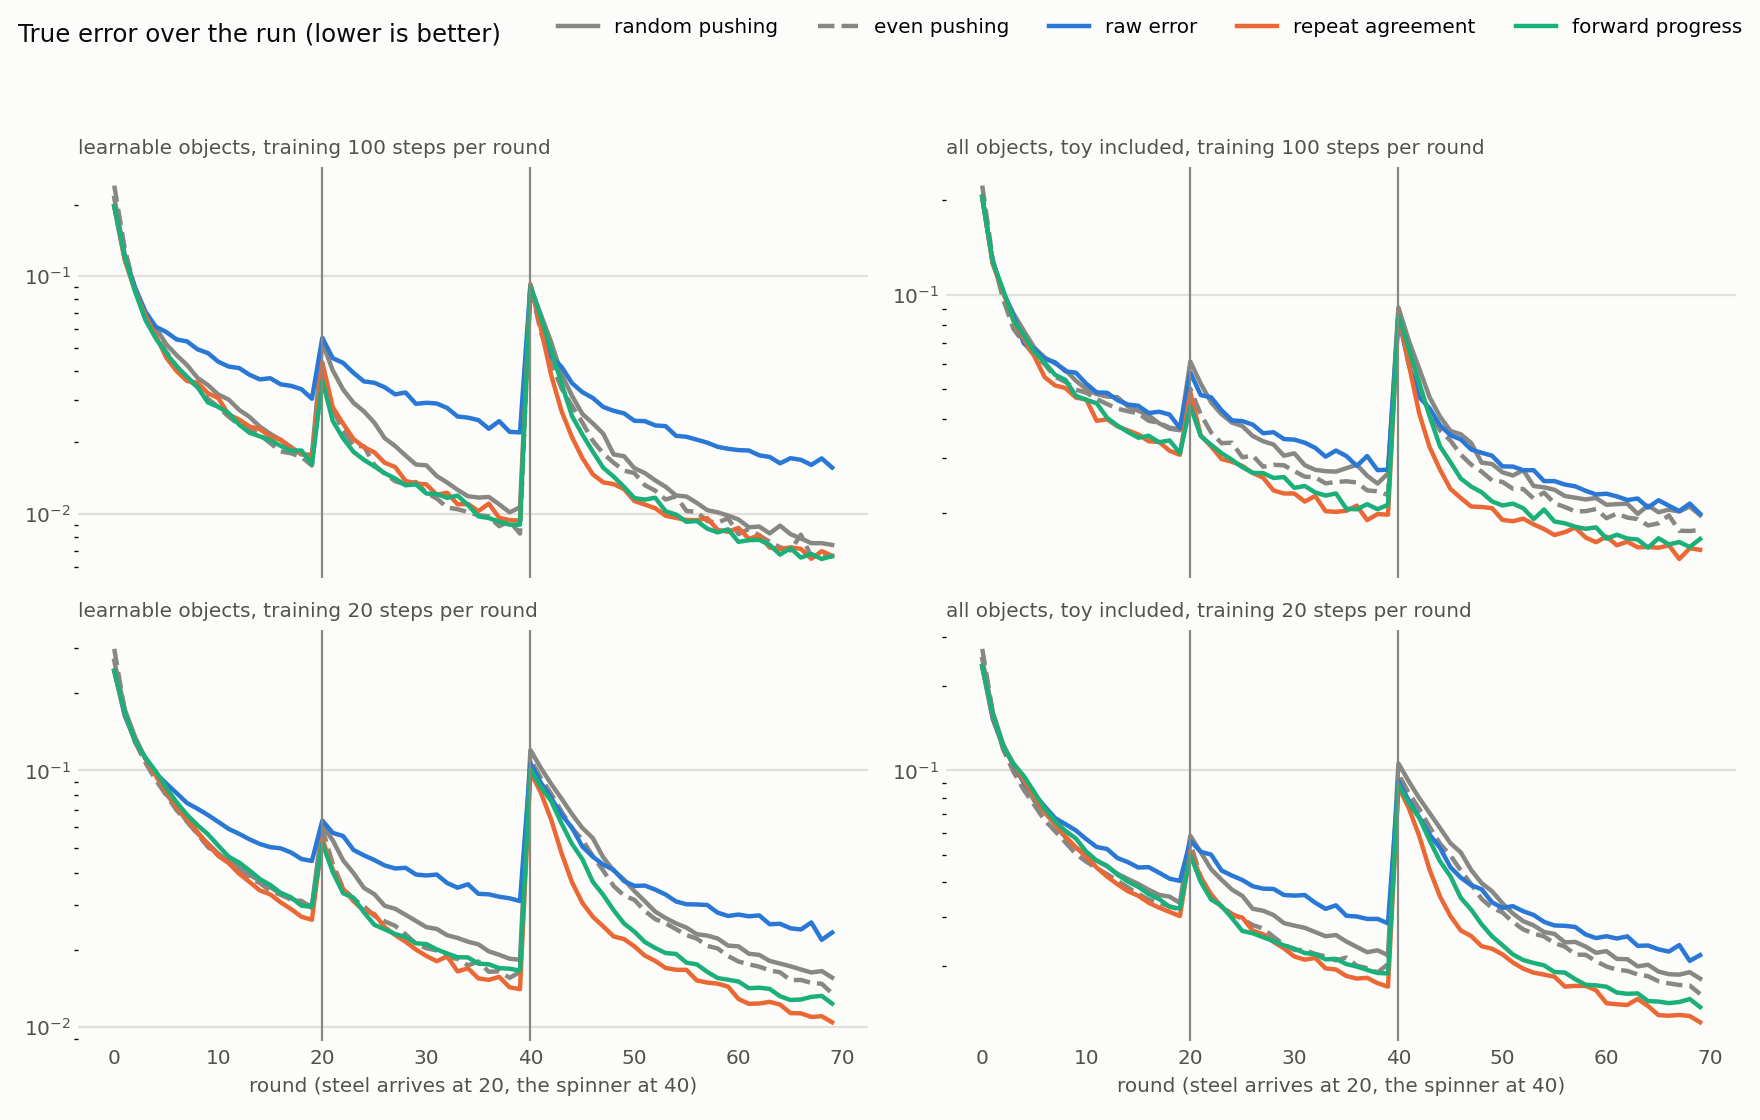 True error over the run (lower is better)
random pushing
even pushing
raw error
repeat agreement
forward progress
learnable objects, training 100 steps per round
10⁻¹
10⁻²
all objects, toy included, training 100 steps per round
10⁻¹
learnable objects, training 20 steps per round
10⁻¹
10⁻²
0 10 20 30 40 50 60 70
round (steel arrives at 20, the spinner at 40)
all objects, toy included, training 20 steps per round
10⁻¹
0 10 20 30 40 50 60 70
round (steel arrives at 20, the spinner at 40)